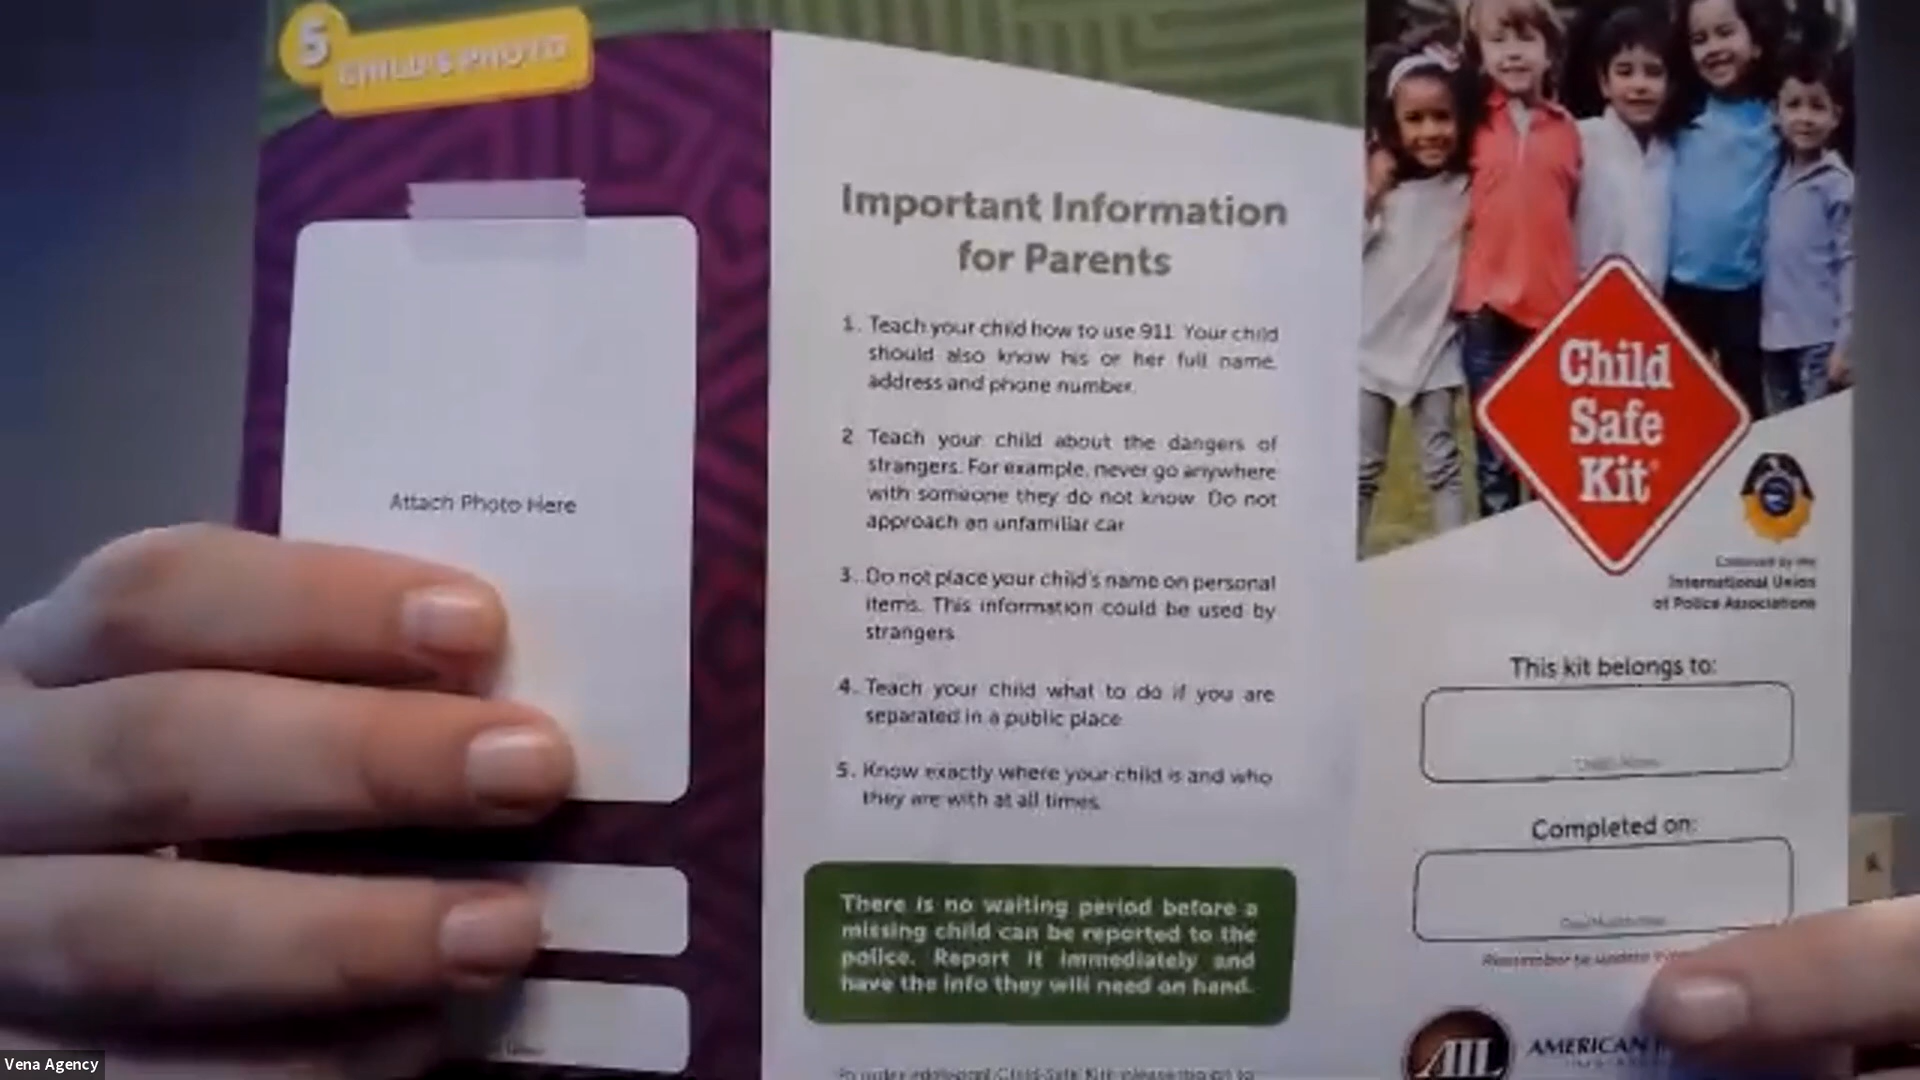 5
CHILD'S PHOTO
Attach Photo Here
Important Information
for Parents
1. Teach your child how to use 911. Your child
should also know his or her full name,
address and phone number.
2. Teach your child about the dangers of
strangers. For example, never go anywhere
with someone they do not know. Do not
approach an unfamiliar car.
3. Do not place your child's name on personal
items. This information could be used by
strangers.
4. Teach your child what to do if you are
separated in a public place.
5. Know exactly where your child is and who
they are with at all times.
There is no waiting period before a
missing child can be reported to the
police. Report it immediately and
have the info they will need on hand.
Child
Safe
Kit
International Union
of Police Associations
This kit belongs to:
Child's Name
Completed on:
Remember to update
AIL
AMERICAN
Vena Agency